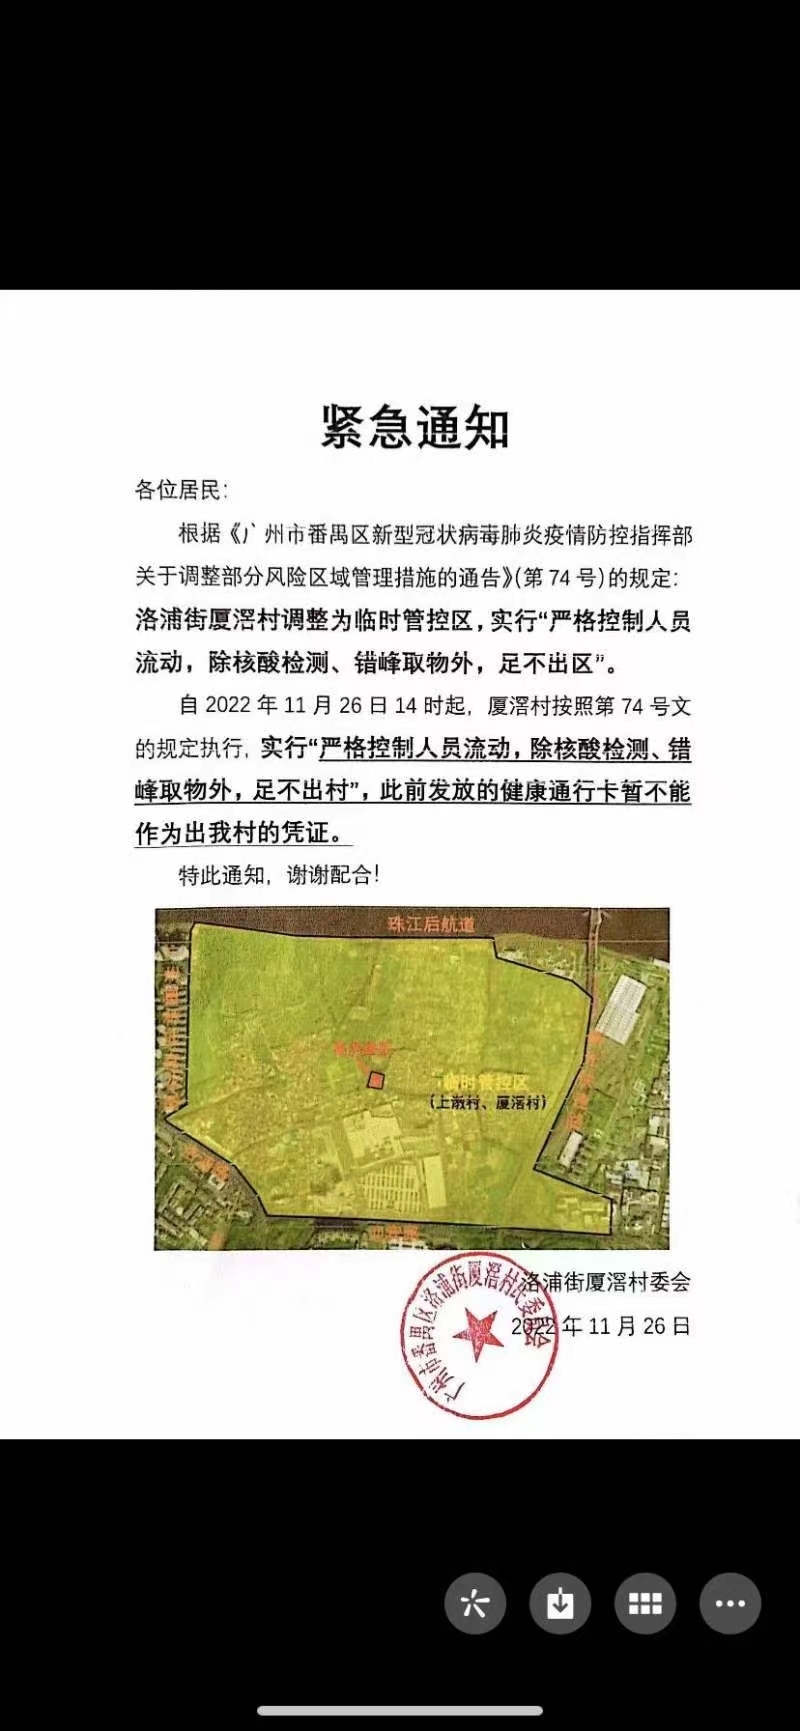 紧急通知
各位居民：
根据《广州市番禺区新型冠状病毒肺炎疫情防控指挥部
关于调整部分风险区域管理措施的通告》（第 74 号）的规定：
洛浦街厦滘村调整为临时管控区，实行“严格控制人员
流动，除核酸检测、错峰取物外，足不出区”。
自 2022 年 11 月 26 日 14 时起，厦滘村按照第 74 号文
的规定执行，实行“严格控制人员流动，除核酸检测、错
峰取物外，足不出村”，此前发放的健康通行卡暂不能
作为出我村的凭证。
特此通知，谢谢配合！
珠江后航道
临时管控区
(上漖村、厦滘村)
洛浦街厦滘村委会
2022 年 11 月 26 日
广州市番禺区洛浦街厦滘村民委员会